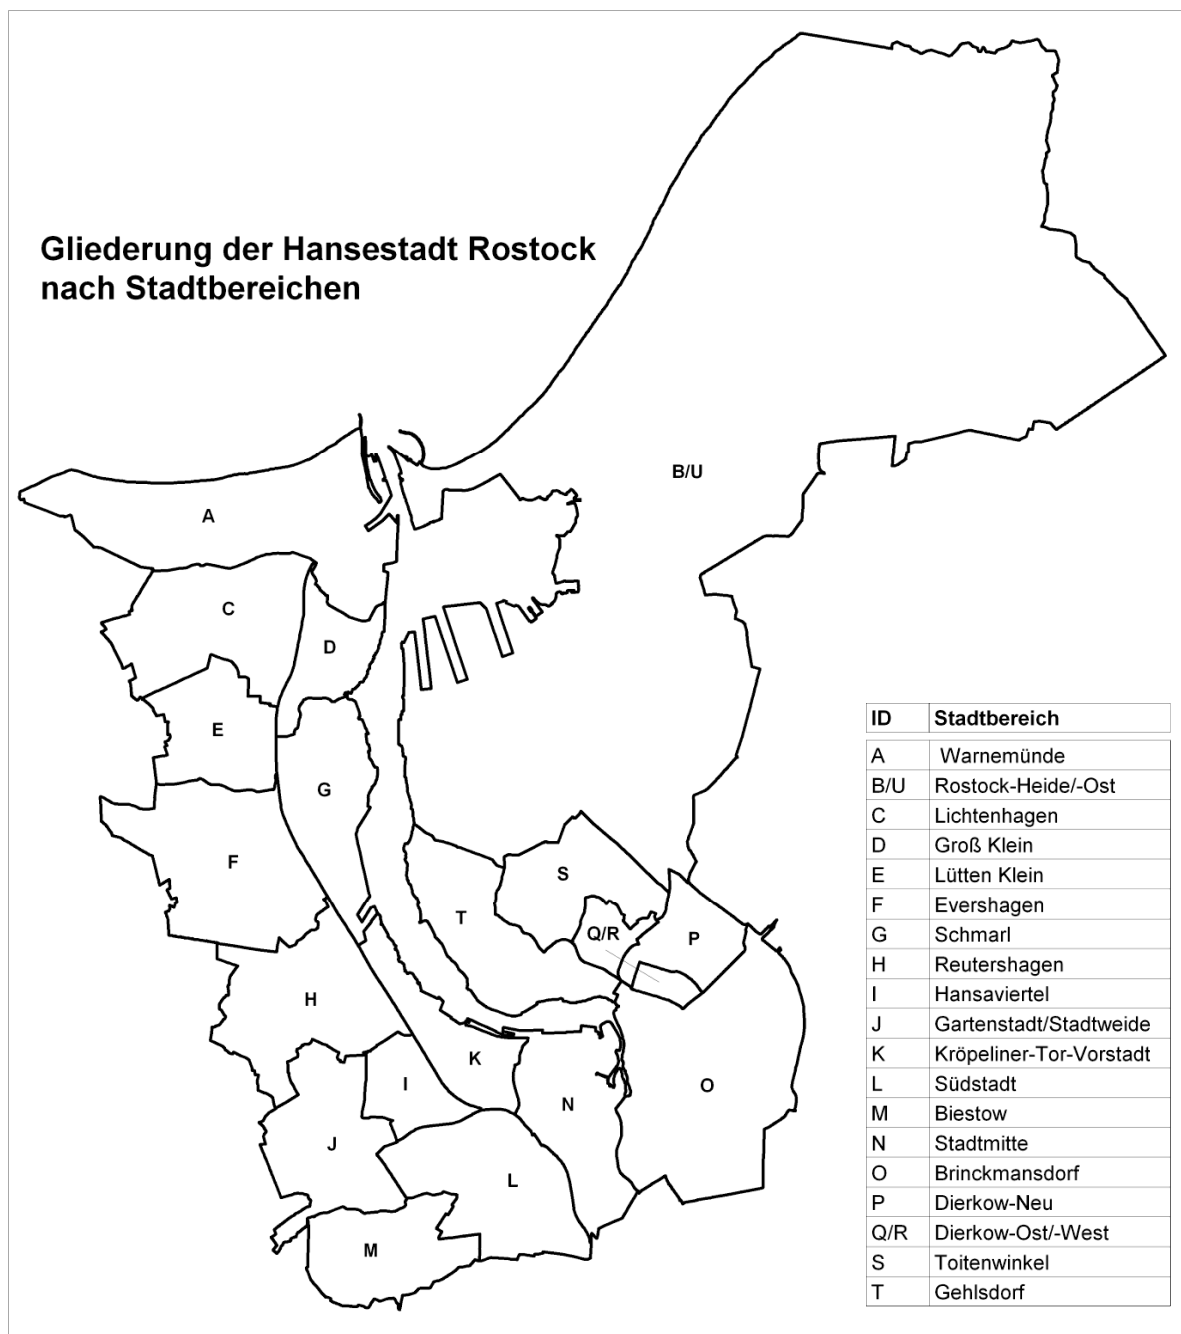 Gliederung der Hansestadt Rostock
nach Stadtbereichen
B/U
A
C
D
E
G
F
S
T
Q/R
P
H
K
I
O
N
J
L
M
ID Stadtbereich
A Warnemünde
B/U Rostock-Heide/-Ost
C Lichtenhagen
D Groß Klein
E Lütten Klein
F Evershagen
G Schmarl
H Reutershagen
I Hansaviertel
J Gartenstadt/Stadtweide
K Kröpeliner-Tor-Vorstadt
L Südstadt
M Biestow
N Stadtmitte
O Brinckmansdorf
P Dierkow-Neu
Q/R Dierkow-Ost/-West
S Toitenwinkel
T Gehlsdorf